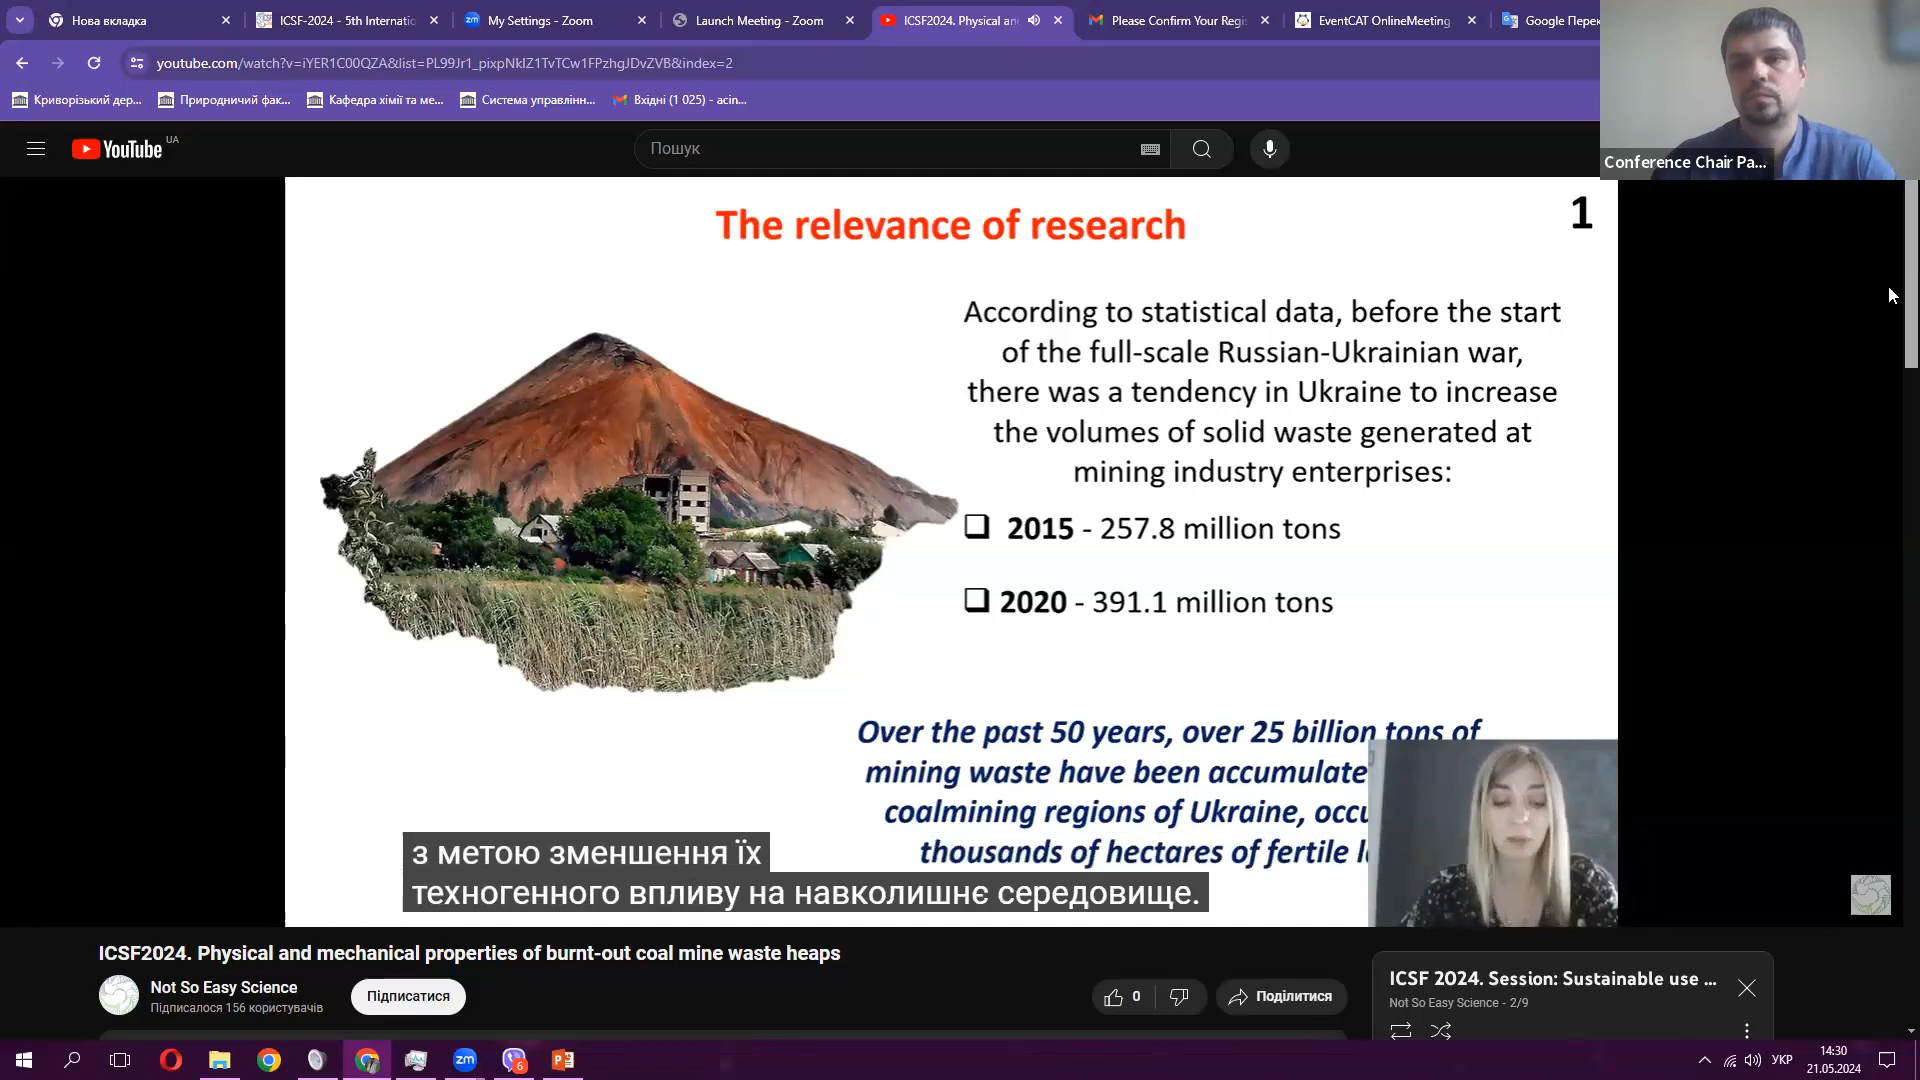 Нова вкладка
ICSF-2024 - 5th Internatio
My Settings - Zoom
Launch Meeting - Zoom
ICSF2024. Physical an
Please Confirm Your Regi
EventCAT OnlineMeeting
Google Перек
youtube.com/watch?v=iYER1C00QZA&list=PL99Jr1_pixpNkIZ1TvTCw1FPzhgJDvZVB&index=2
Криворізький дер...
Природничий фак...
Кафедра хімії та ме...
Система управлінн...
Вхідні (1 025) - acin...
YouTube UA
Пошук
Conference Chair Pa...
The relevance of research
1
According to statistical data, before the start
of the full-scale Russian-Ukrainian war,
there was a tendency in Ukraine to increase
the volumes of solid waste generated at
mining industry enterprises:
2015 - 257.8 million tons
2020 - 391.1 million tons
Over the past 50 years, over 25 billion tons of
mining waste have been accumulate
coalmining regions of Ukraine, occu
thousands of hectares of fertile l
з метою зменшення їх
техногенного впливу на навколишнє середовище.
ICSF2024. Physical and mechanical properties of burnt-out coal mine waste heaps
Not So Easy Science
Підписалося 156 користувачів
Підписатися
0
Поділитися
ICSF 2024. Session: Sustainable use ...
Not So Easy Science - 2/9
zm
6
УКР
14:30
21.05.2024